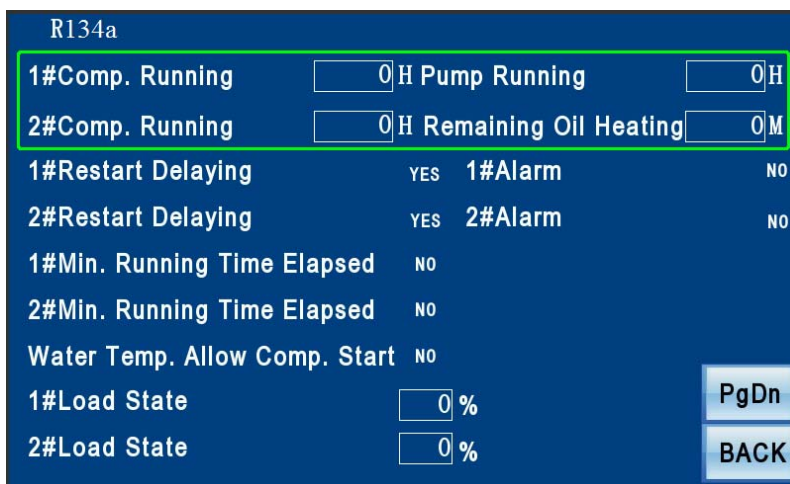 R134a
1#Comp. Running 0 H Pump Running 0 H
2#Comp. Running 0 H Remaining Oil Heating 0 M
1#Restart Delaying YES 1#Alarm NO
2#Restart Delaying YES 2#Alarm NO
1#Min. Running Time Elapsed NO
2#Min. Running Time Elapsed NO
Water Temp. Allow Comp. Start NO
1#Load State 0 %
PgDn
2#Load State 0 %
BACK